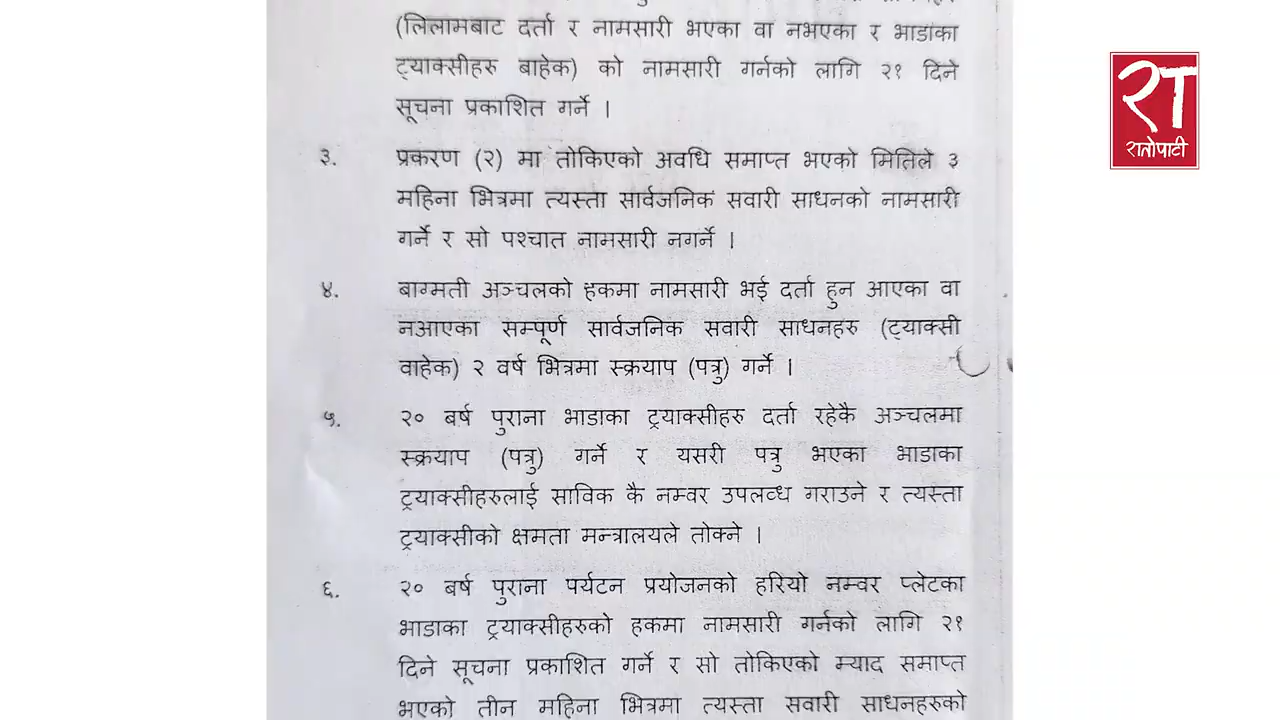 (लिलामबाट दर्ता र नामसारी भएका वा नभएका र भाडाका
ट्याक्सीहरु बाहेक) को नामसारी गर्नको लागि २१ दिने
सूचना प्रकाशित गर्ने ।
३. प्रकरण (२) मा तोकिएको अवधि समाप्त भएको मितिले ३
महिना भित्रमा त्यस्ता सार्वजनिक सवारी साधनको नामसारी
गर्ने र सो पश्चात नामसारी नगर्ने ।
४. बाग्मती अञ्चलको हकमा नामसारी भई दर्ता हुन आएका वा
नआएका सम्पूर्ण सार्वजनिक सवारी साधनहरु (ट्याक्सी
वाहेक) २ वर्ष भित्रमा स्क्रयाप (पत्रु) गर्ने ।
५. २० बर्ष पुराना भाडाका ट्रयाक्सीहरु दर्ता रहेकै अञ्चलमा
स्क्रयाप (पत्रु) गर्ने र यसरी पत्रु भएका भाडाका
ट्रयाक्सीहरुलाई साविक कै नम्वर उपलव्ध गराउने र त्यस्ता
ट्रयाक्सीको क्षमता मन्त्रालयले तोक्ने ।
६. २० बर्ष पुराना पर्यटन प्रयोजनको हरियो नम्वर प्लेटका
भाडाका ट्रयाक्सीहरुको हकमा नामसारी गर्नको लागि २१
दिने सूचना प्रकाशित गर्ने र सो तोकिएको म्याद समाप्त
भएको तीन महिना भित्रमा त्यस्ता सवारी साधनहरुको
रातोपाटी